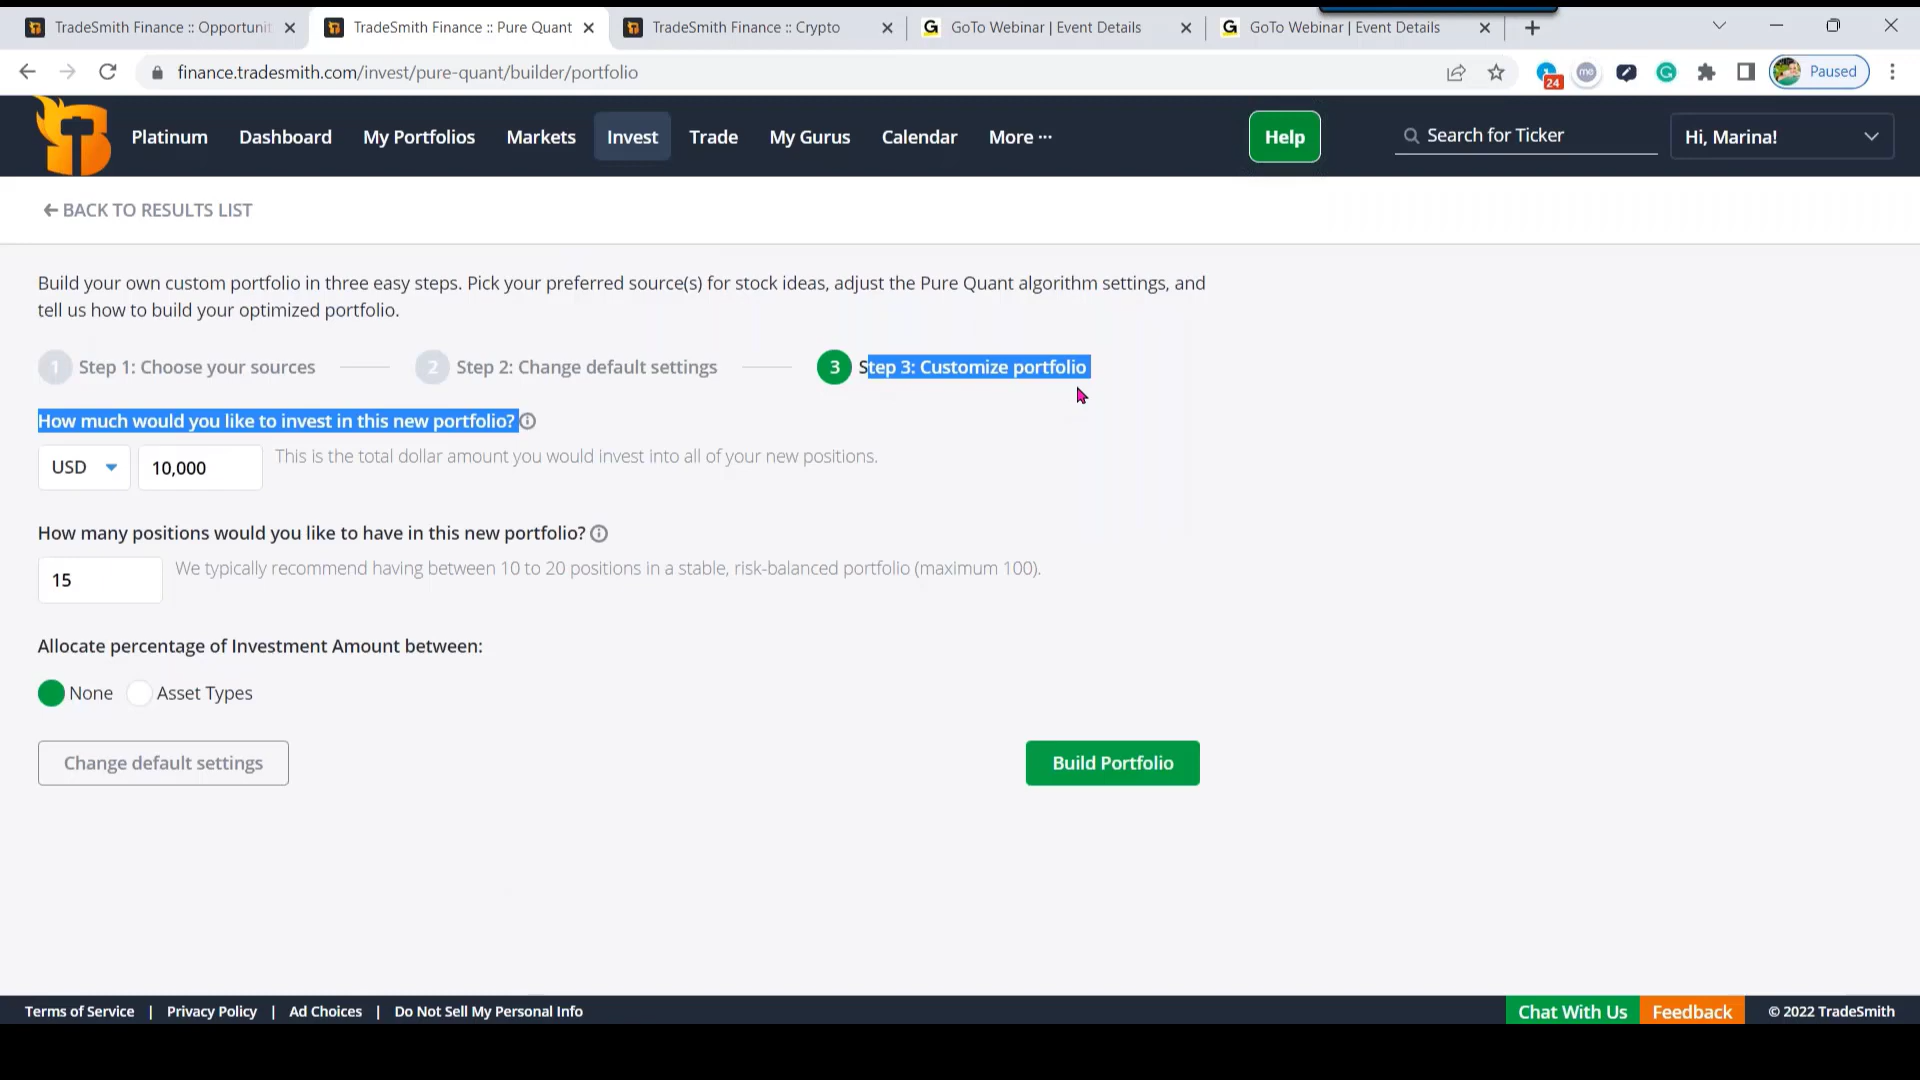 TradeSmith Finance :: Opportunit
TradeSmith Finance :: Pure Quant
TradeSmith Finance :: Crypto
GoTo Webinar | Event Details
GoTo Webinar | Event Details
finance.tradesmith.com/invest/pure-quant/builder/portfolio
24
me
Paused
Platinum
Dashboard
My Portfolios
Markets
Invest
Trade
My Gurus
Calendar
More ···
Help
Search for Ticker
Hi, Marina!
BACK TO RESULTS LIST
Build your own custom portfolio in three easy steps. Pick your preferred source(s) for stock ideas, adjust the Pure Quant algorithm settings, and
tell us how to build your optimized portfolio.
1 Step 1: Choose your sources
2 Step 2: Change default settings
3 Step 3: Customize portfolio
How much would you like to invest in this new portfolio?
USD
10,000
This is the total dollar amount you would invest into all of your new positions.
How many positions would you like to have in this new portfolio?
15
We typically recommend having between 10 to 20 positions in a stable, risk-balanced portfolio (maximum 100).
Allocate percentage of Investment Amount between:
None
Asset Types
Change default settings
Build Portfolio
Terms of Service | Privacy Policy | Ad Choices | Do Not Sell My Personal Info
Chat With Us
Feedback
© 2022 TradeSmith